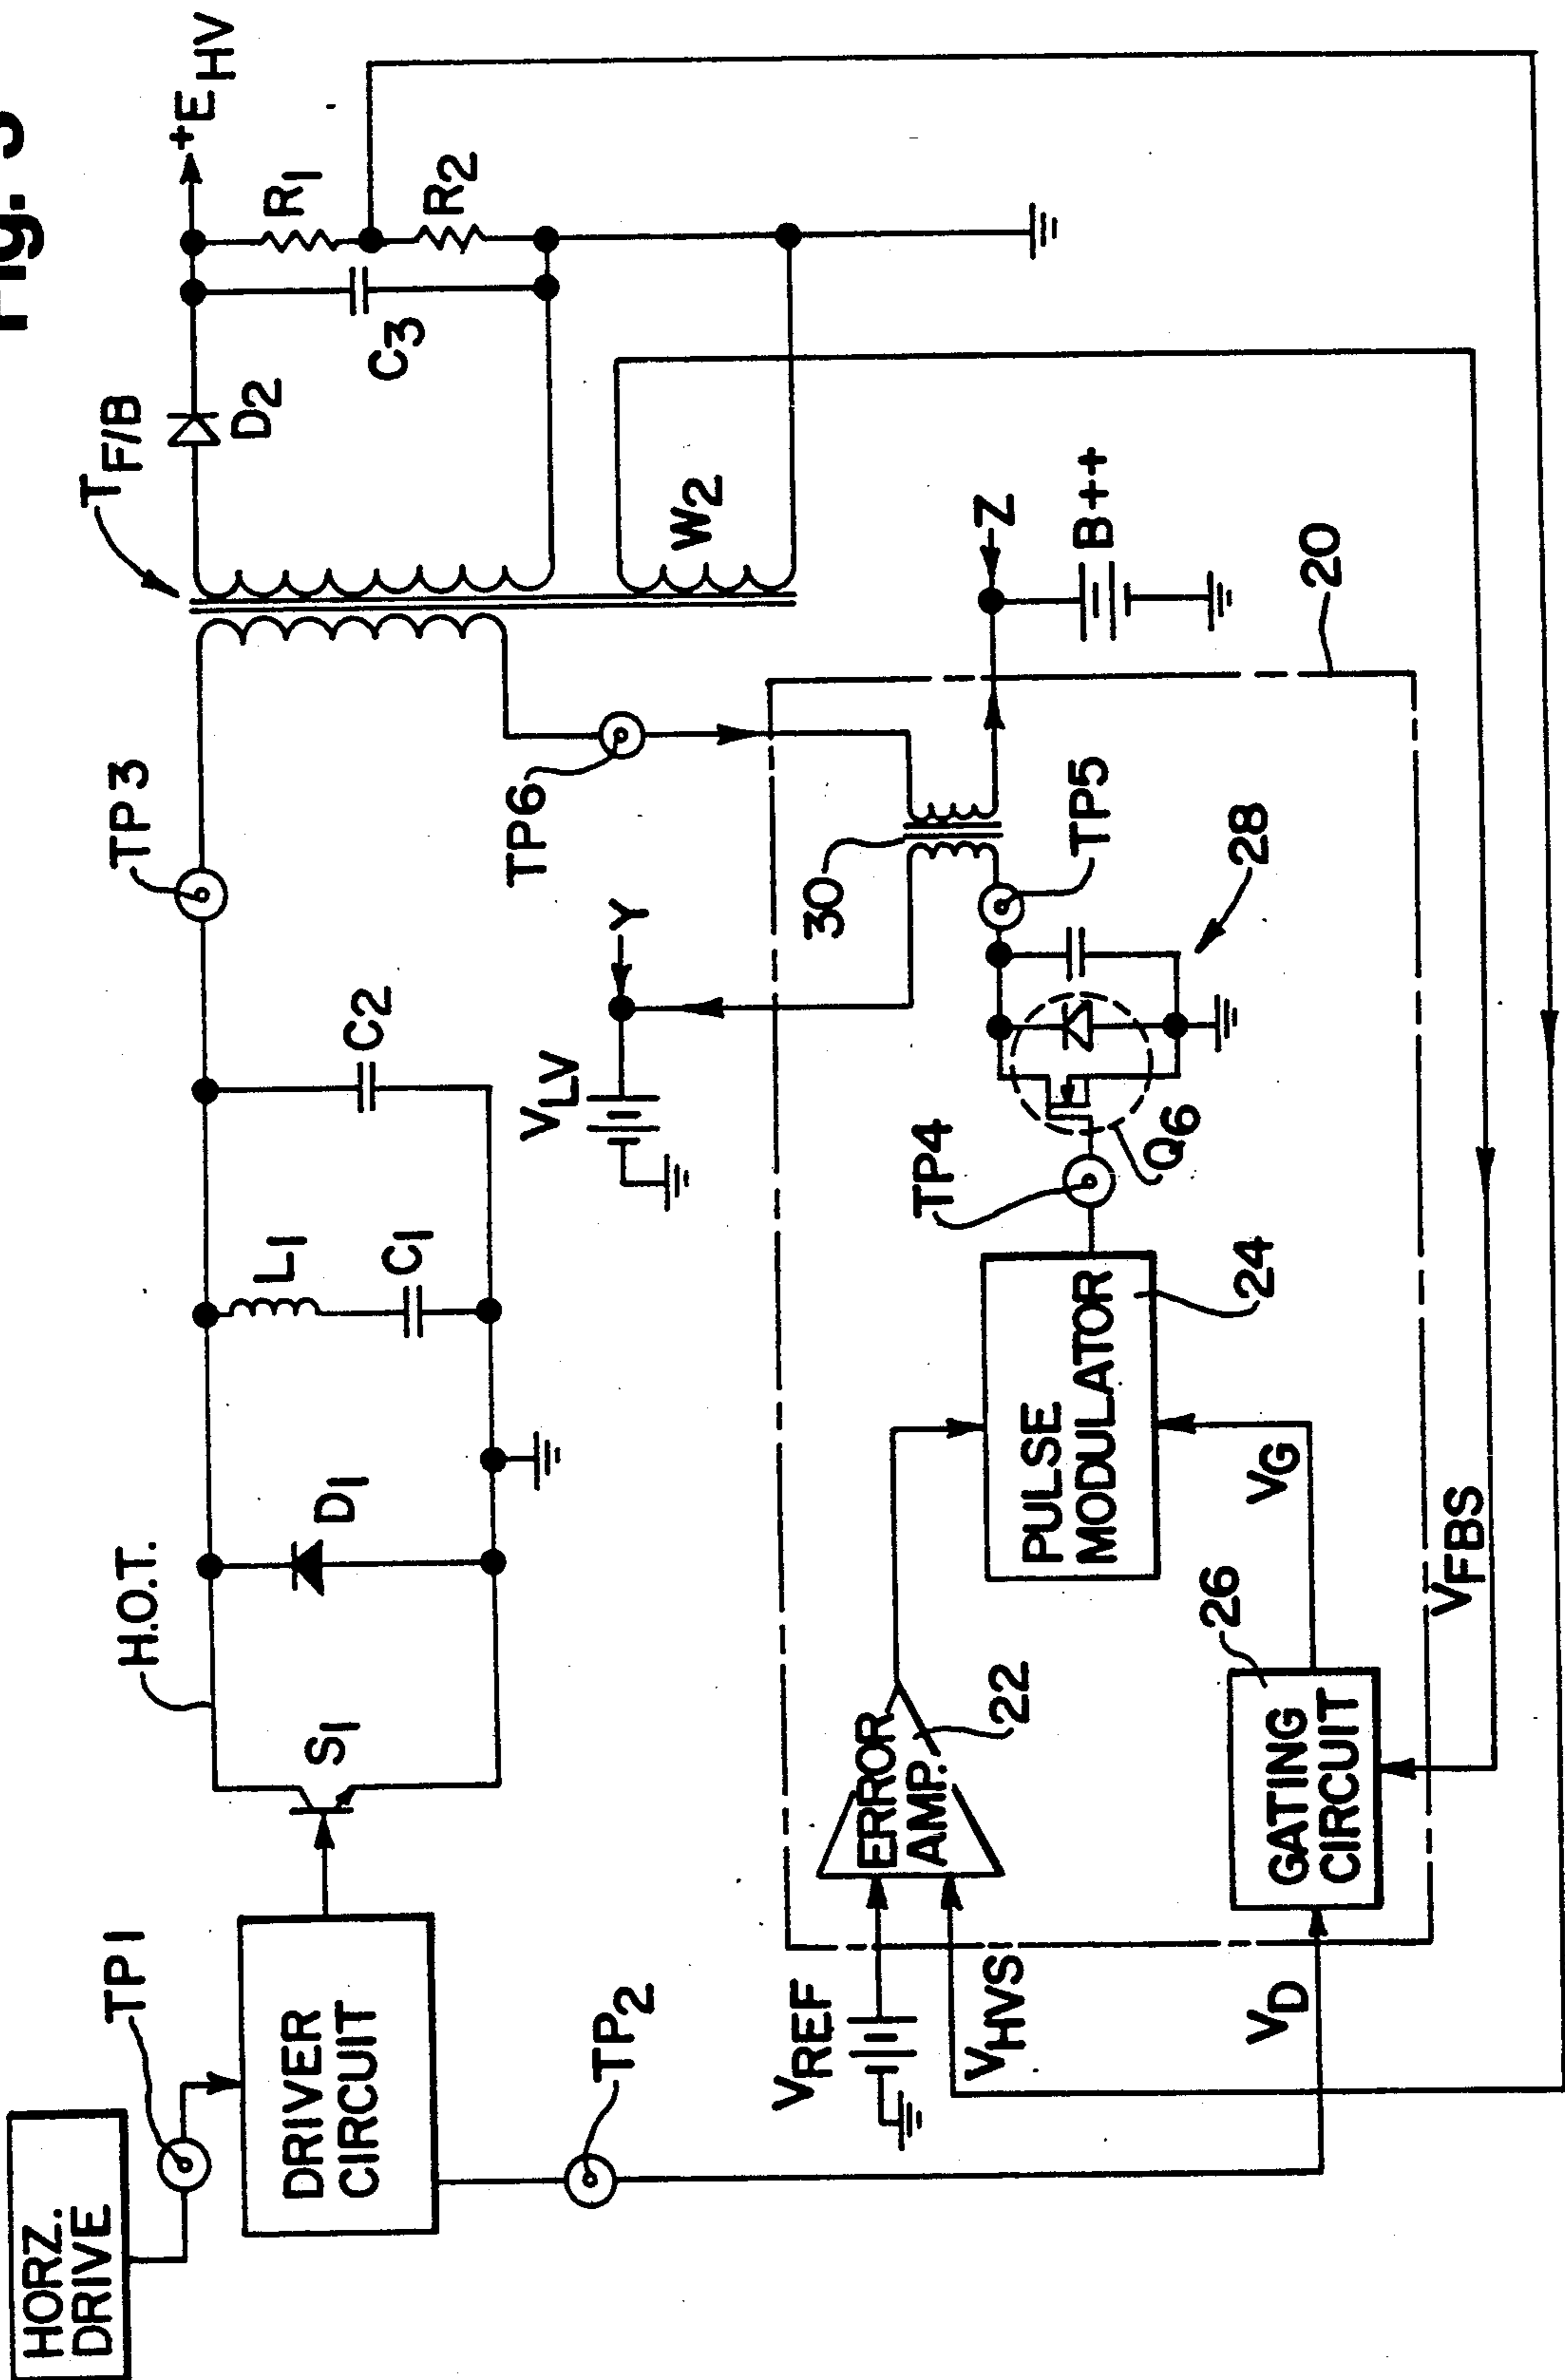 Fig. 3
HORZ.
DRIVE
TP1
DRIVER
CIRCUIT
TP2
S1
H.O.T.
D1
L1
C1
C2
TP3
TF/B
D2
+EHV
R1
R2
C3
W2
TP6
VLV
Y
Z
B++
20
30
TP5
28
Q6
TP4
PULSE
MODULATOR
24
ERROR
AMP.
22
VREF
VHVS
VD
GATING
CIRCUIT
26
VG
VFBS